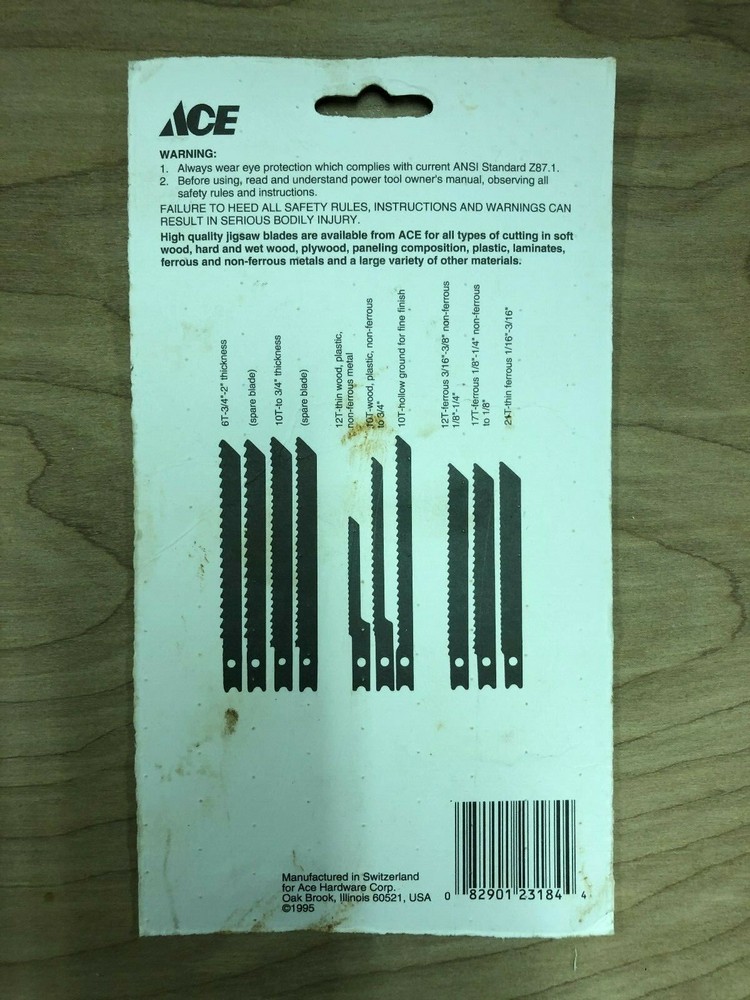 ACE
WARNING:
1. Always wear eye protection which complies with current ANSI Standard Z87.1.
2. Before using, read and understand power tool owner's manual, observing all
safety rules and instructions.
FAILURE TO HEED ALL SAFETY RULES, INSTRUCTIONS AND WARNINGS CAN
RESULT IN SERIOUS BODILY INJURY.
High quality jigsaw blades are available from ACE for all types of cutting in soft
wood, hard and wet wood, plywood, paneling composition, plastic, laminates,
ferrous and non-ferrous metals and a large variety of other materials.
6T-3/4"-2" thickness
(spare blade)
10T-to 3/4" thickness
(spare blade)
12T-thin wood, plastic,
non-ferrous metal
10T-wood, plastic, non-ferrous
to 3/4"
10T-hollow ground for fine finish
12T-ferrous 3/16"-3/8" non-ferrous
1/8"-1/4"
17T-ferrous 1/8"-1/4" non-ferrous
to 1/8"
21T-thin ferrous 1/16"-3/16"
Manufactured in Switzerland
for Ace Hardware Corp.
Oak Brook, Illinois 60521, USA
©1995
0 82901 23184 4